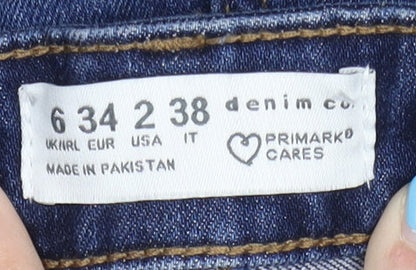 6 34 2 38 denim co.
UK/IRL EUR USA IT
PRIMARK®
CARES
MADE IN PAKISTAN